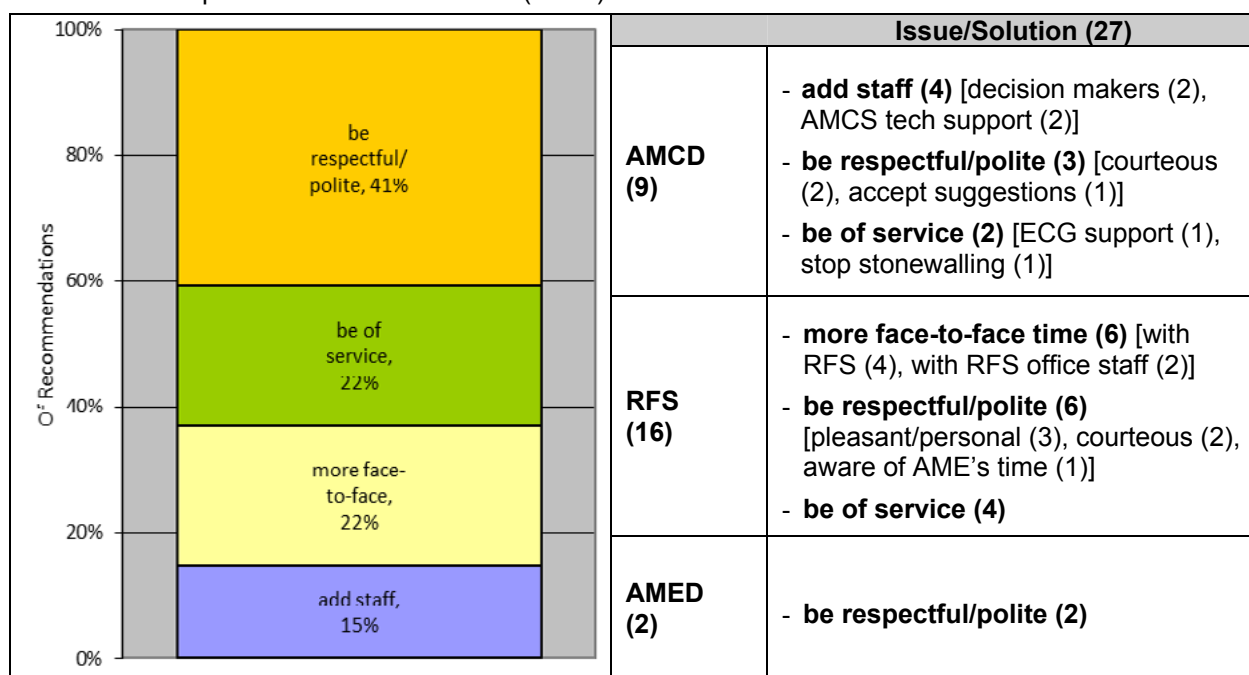 100%
80%
60%
40%
20%
0%
Recommendations
be
respectful/
polite, 41%
be of
service,
22%
more face-
to-face,
22%
add staff,
15%
Issue/Solution (27)
AMCD
(9)
- add staff (4) [decision makers (2),
AMCS tech support (2)]
- be respectful/polite (3) [courteous
(2), accept suggestions (1)]
- be of service (2) [ECG support (1),
stop stonewalling (1)]
RFS
(16)
- more face-to-face time (6) [with
RFS (4), with RFS office staff (2)]
- be respectful/polite (6)
[pleasant/personal (3), courteous (2),
aware of AME's time (1)]
- be of service (4)
AMED
(2)
- be respectful/polite (2)